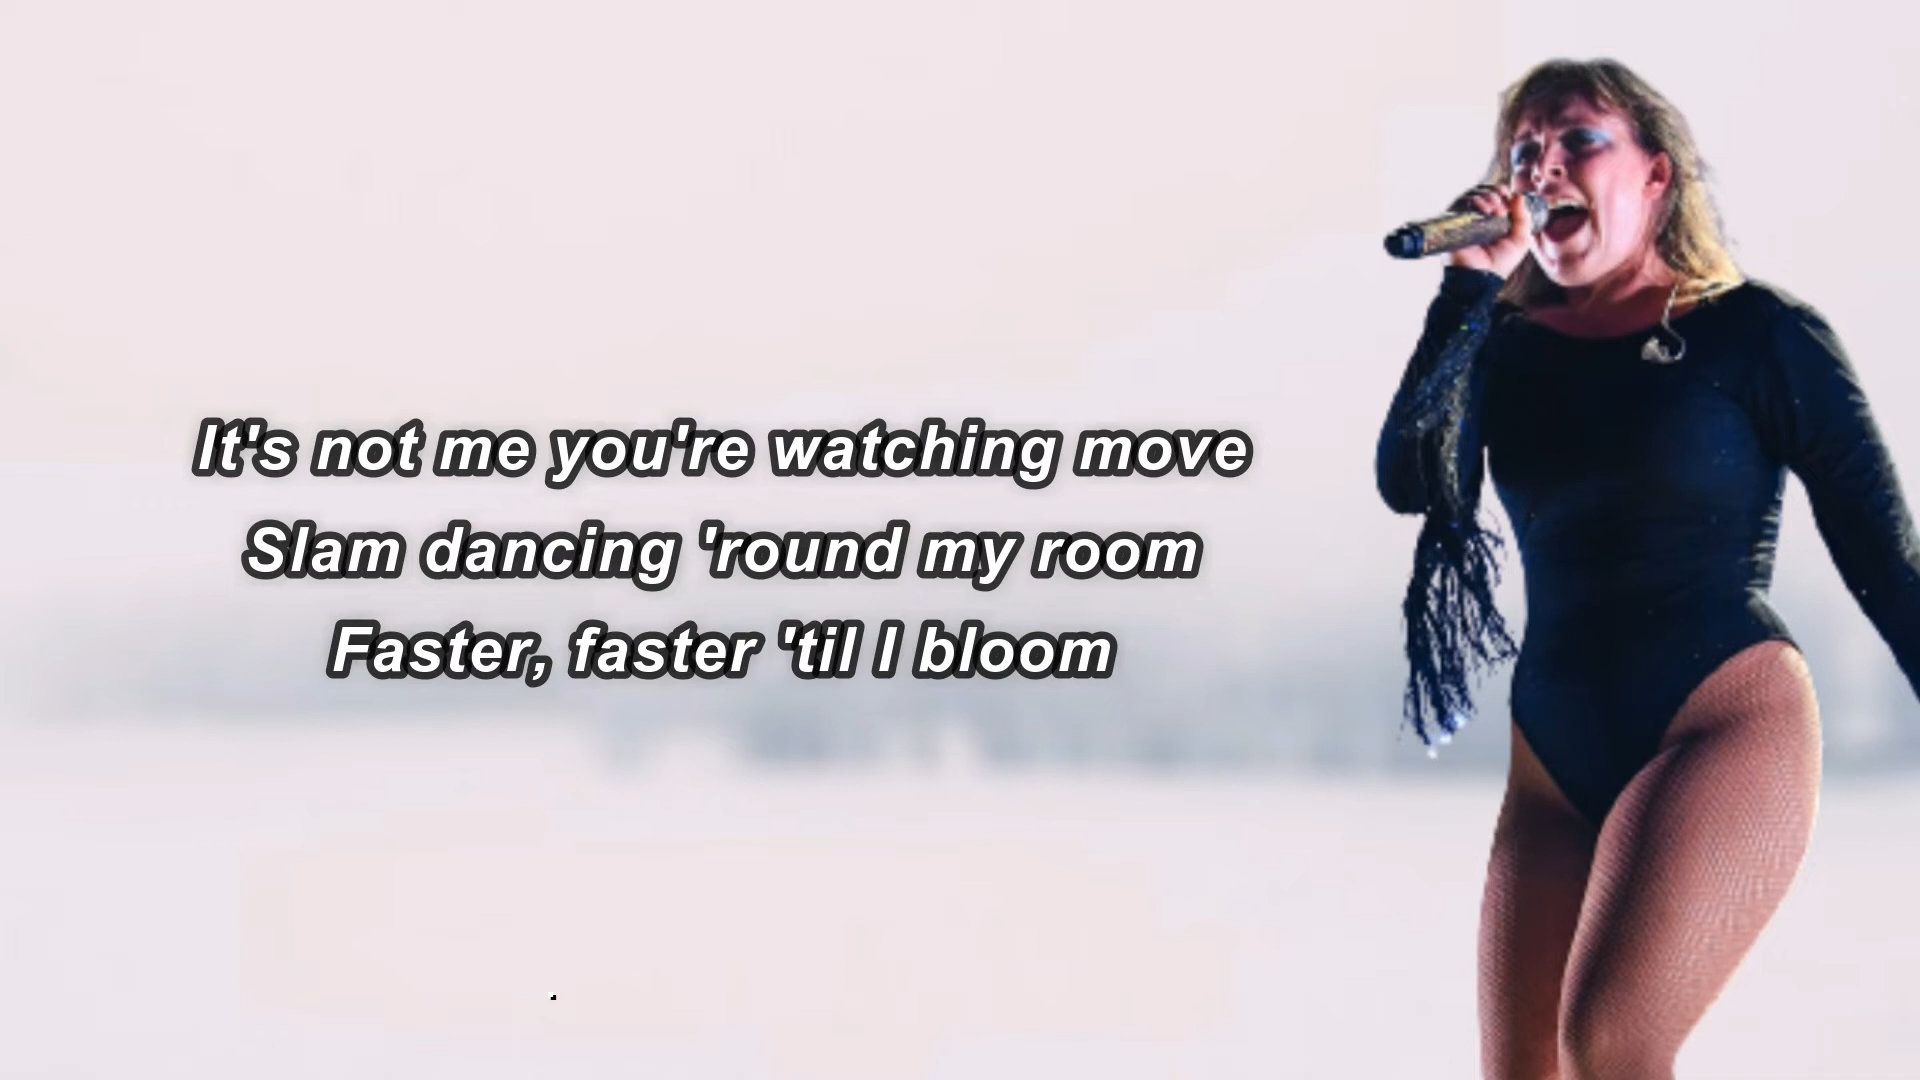 It's not me you're watching move
Slam dancing 'round my room
Faster, faster 'til I bloom